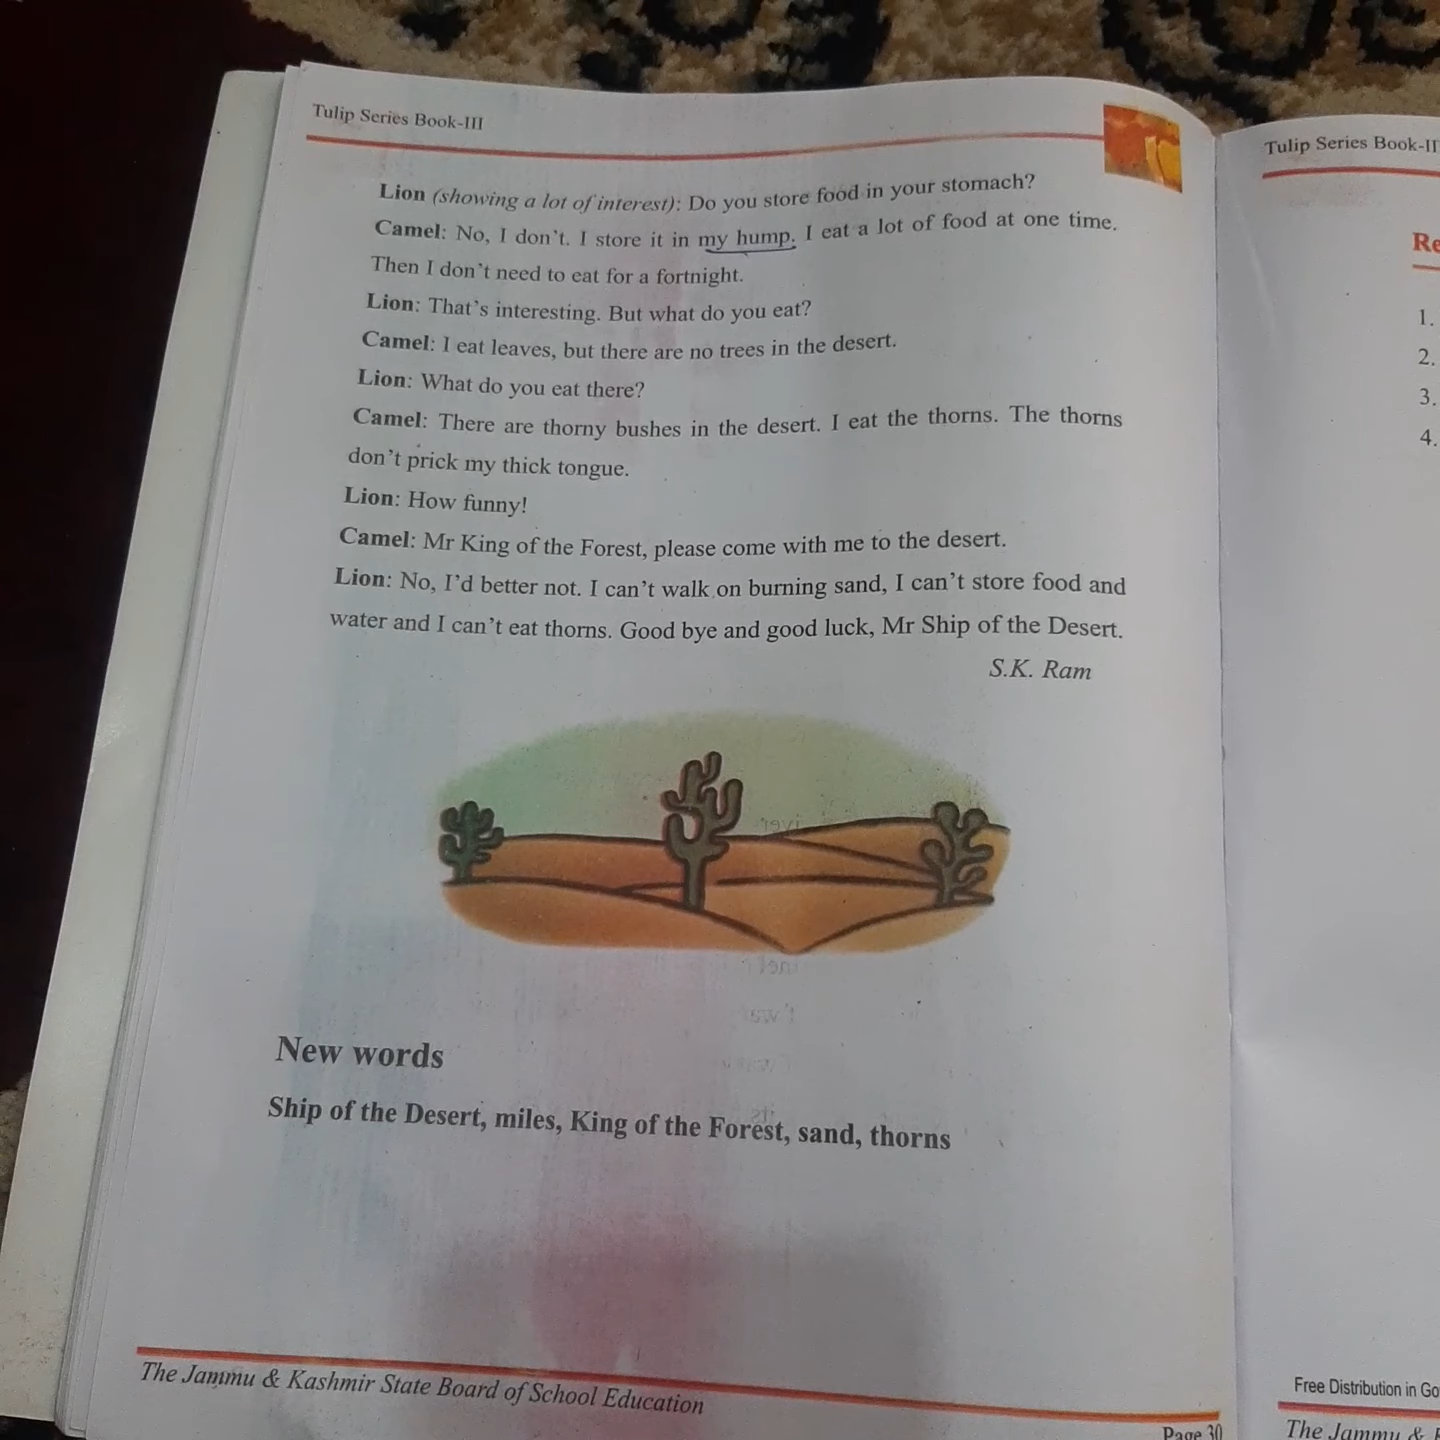 Tulip Series Book-III
Lion (showing a lot of interest): Do you store food in your stomach?
Camel: No, I don't. I store it in my hump. I eat a lot of food at one time.
Then I don't need to eat for a fortnight.
Lion: That's interesting. But what do you eat?
Camel: I eat leaves, but there are no trees in the desert.
Lion: What do you eat there?
Camel: There are thorny bushes in the desert. I eat the thorns. The thorns
don't prick my thick tongue.
Lion: How funny!
Camel: Mr King of the Forest, please come with me to the desert.
Lion: No, I'd better not. I can't walk on burning sand, I can't store food and
water and I can't eat thorns. Good bye and good luck, Mr Ship of the Desert.
S.K. Ram
New words
Ship of the Desert, miles, King of the Forest, sand, thorns
The Jammu & Kashmir State Board of School Education
Page 30
Tulip Series Book-II
Re
1.
2.
3.
4.
Free Distribution in Go
The Jammu &